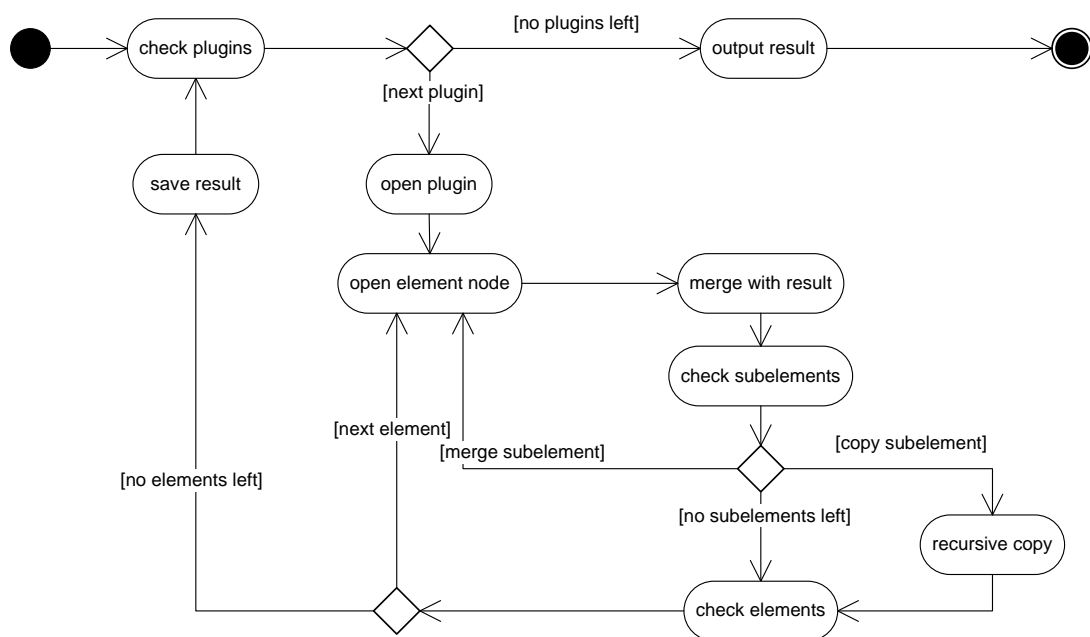 [no plugins left]
check plugins
output result
[next plugin]
save result
open plugin
open element node
merge with result
check subelements
[next element]
[merge subelement]
[copy subelement]
[no elements left]
[no subelements left]
recursive copy
check elements